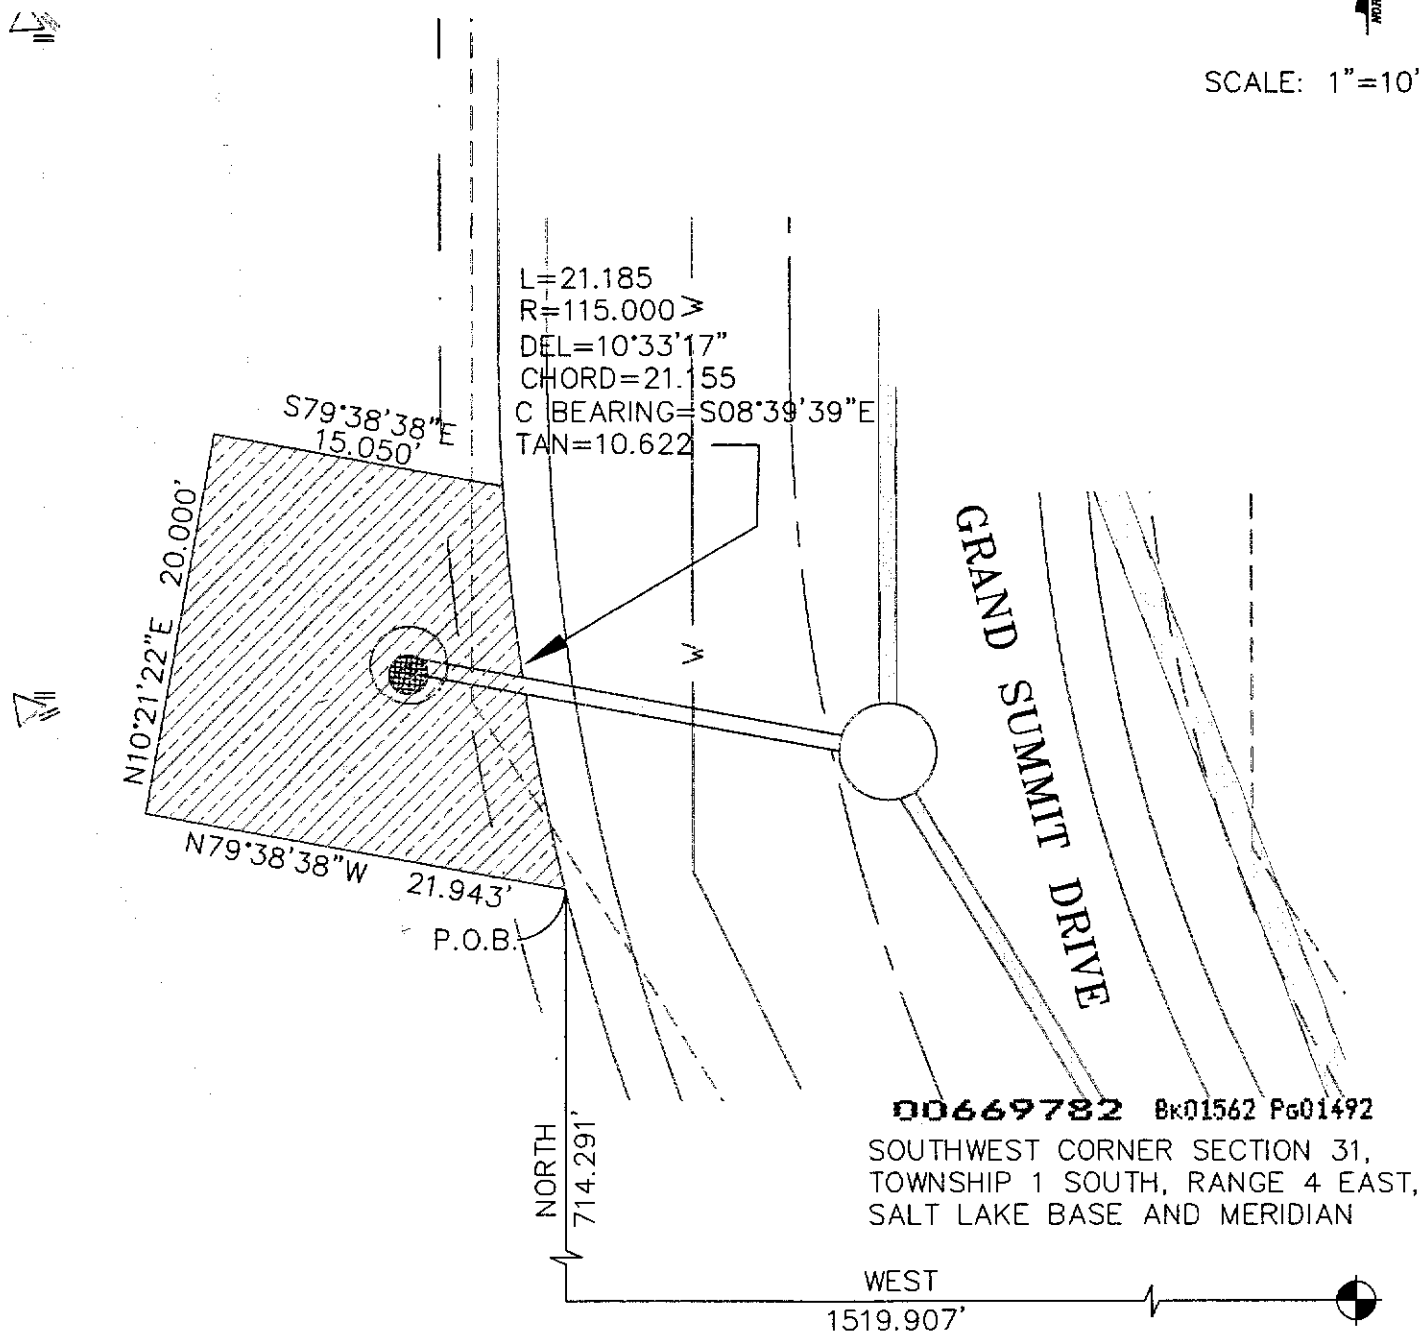 SCALE: 1"=10'
L=21.185
R=115.000
W
DEL=10°33'17"
CHORD=21.155
C BEARING=S08°39'39"E
TAN=10.622
S79°38'38"E
15.050'
N10°21'22"E 20.000'
W
GRAND SUMMIT DRIVE
N79°38'38"W 21.943'
P.O.B.
NORTH
714.291'
00669782 BK01562 PG01492
SOUTHWEST CORNER SECTION 31,
TOWNSHIP 1 SOUTH, RANGE 4 EAST,
SALT LAKE BASE AND MERIDIAN
WEST
1519.907'